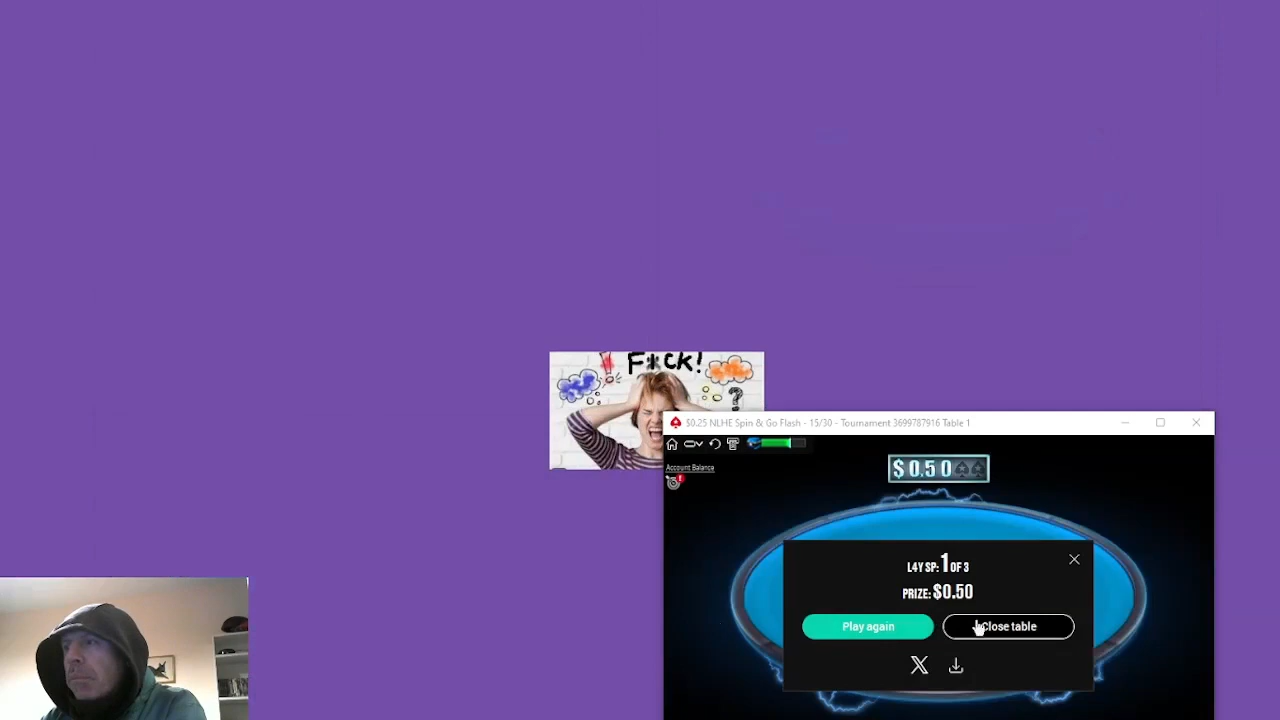 F*CK!
!
?
$0.25 NLHE Spin & Go Flash - 15/30 - Tournament 3699787916 Table 1
Account Balance
$0.50
L4Y SP: 1 OF 3
PRIZE: $0.50
Play again
Close table